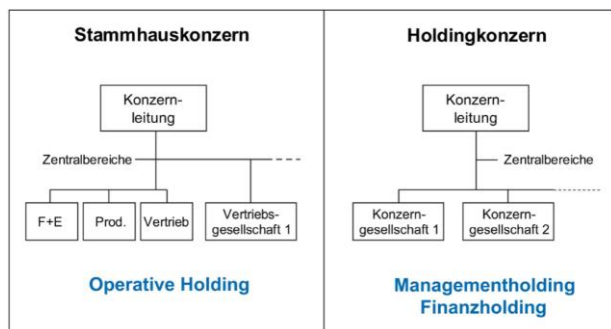 Stammhauskonzern
Konzern-
leitung
Zentralbereiche
F+E
Prod.
Vertrieb
Vertriebs-
gesellschaft 1
Operative Holding
Holdingkonzern
Konzern-
leitung
Zentralbereiche
Konzern-
gesellschaft 1
Konzern-
gesellschaft 2
Managementholding
Finanzholding